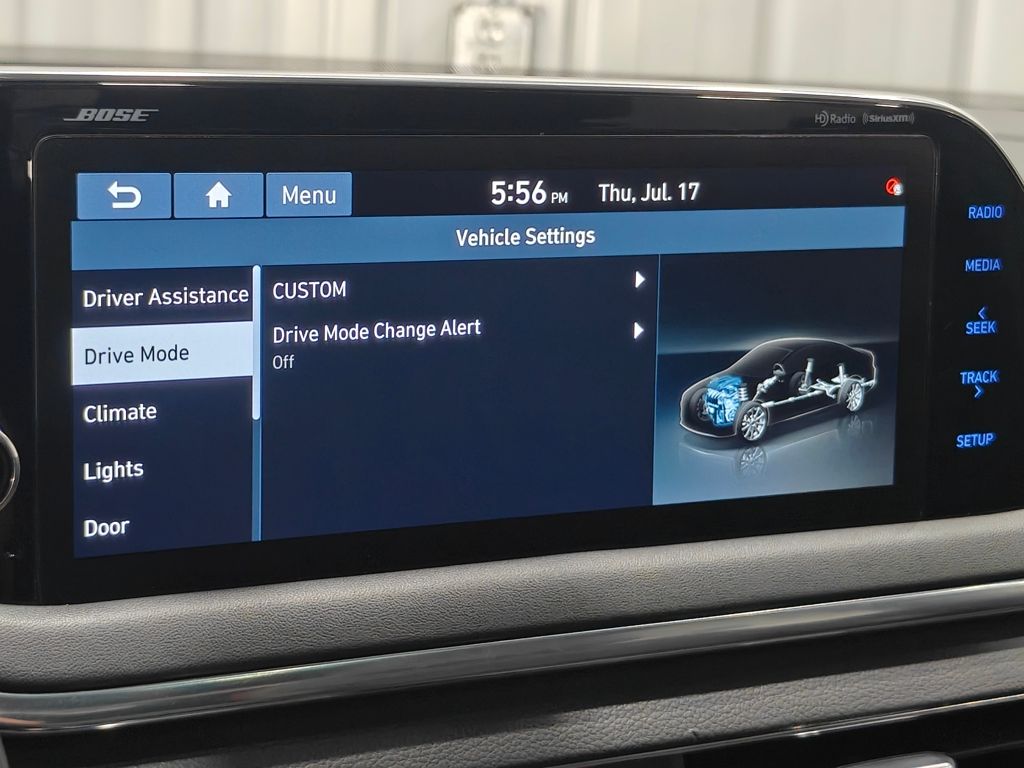 BOSE
HD Radio
SiriusXM
Menu
5:56 PM
Thu, Jul. 17
Vehicle Settings
Driver Assistance
Drive Mode
Climate
Lights
Door
CUSTOM
Drive Mode Change Alert
Off
RADIO
MEDIA
<
SEEK
TRACK
>
SETUP